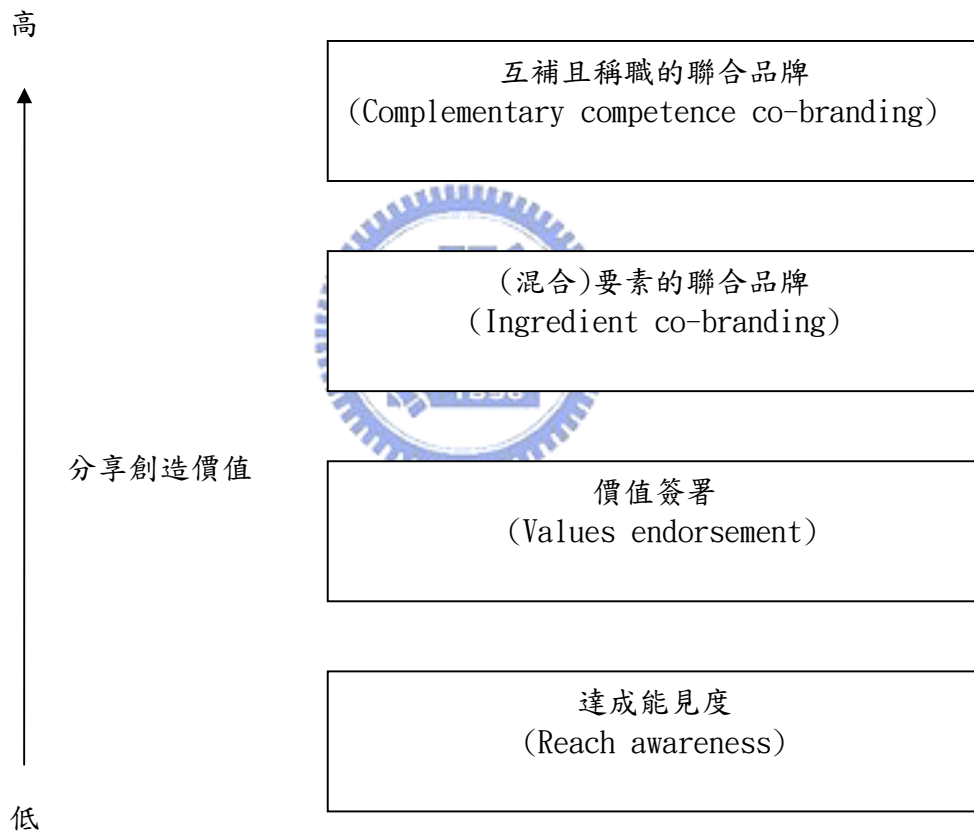 高
互補且稱職的聯合品牌
(Complementary competence co-branding)
(混合)要素的聯合品牌
(Ingredient co-branding)
分享創造價值
價值簽署
(Values endorsement)
達成能見度
(Reach awareness)
低